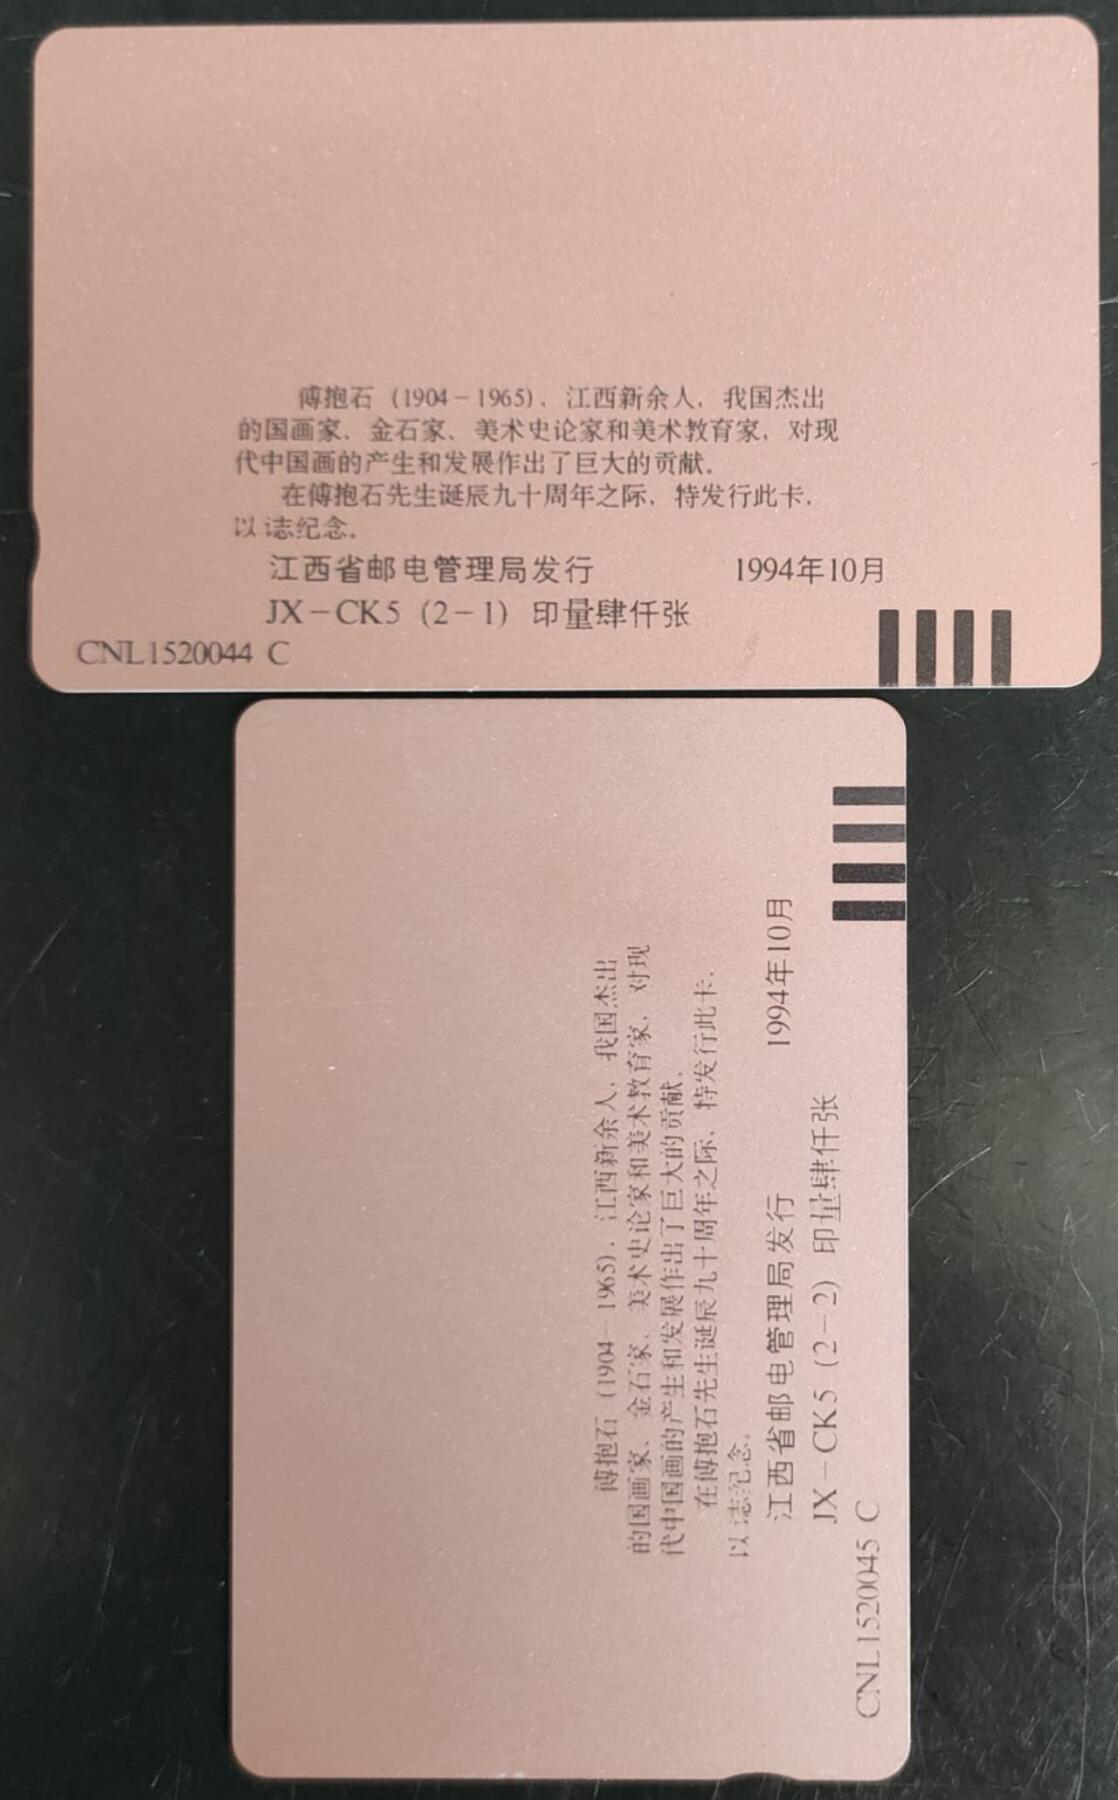 傅抱石（1904－1965）、江西新余人，我国杰出
的国画家、金石家、美术史论家和美术教育家，对现
代中国画的产生和发展作出了巨大的贡献。
在傅抱石先生诞辰九十周年之际，特发行此卡，
以志纪念。
江西省邮电管理局发行 1994年10月
JX－CK5（2－1）印量肆仟张
CNL1520044 C
傅抱石（1904－1965）、江西新余人，我国杰出
的国画家、金石家、美术史论家和美术教育家，对现
代中国画的产生和发展作出了巨大的贡献。
在傅抱石先生诞辰九十周年之际，特发行此卡，
以志纪念。
江西省邮电管理局发行 1994年10月
JX－CK5（2－2）印量肆仟张
CNL1520045 C